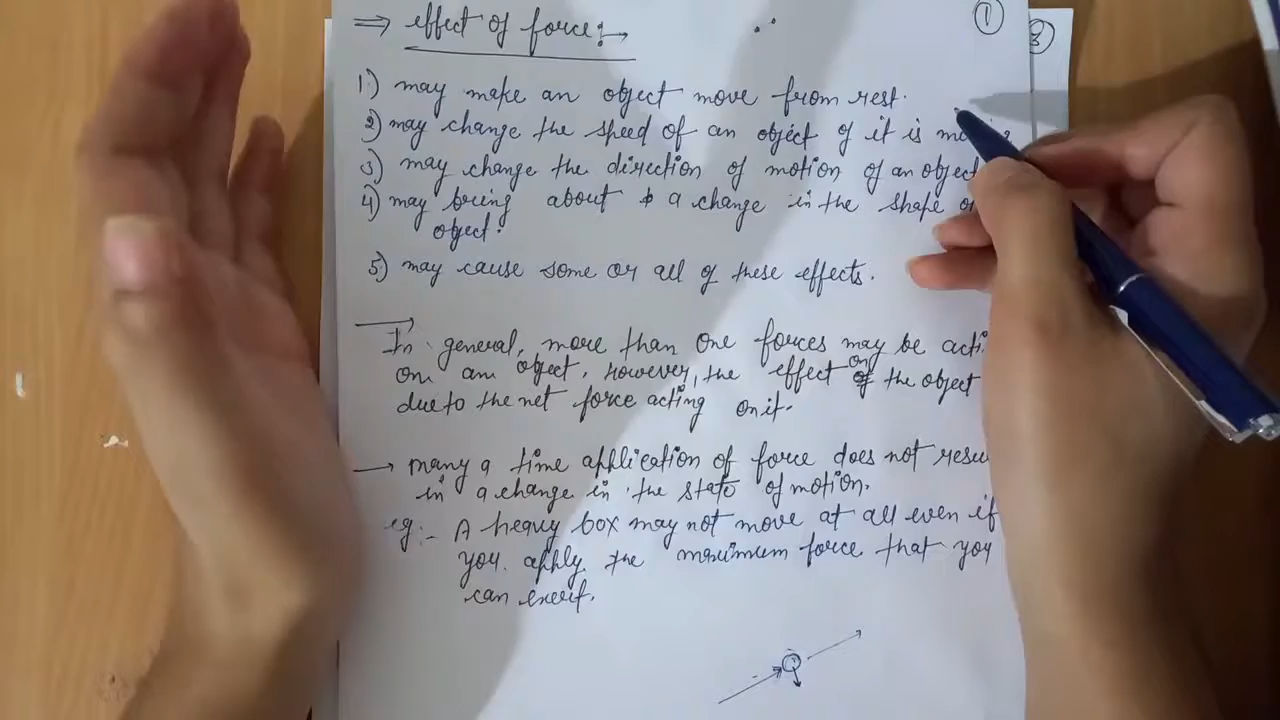 ⇒ effect of force:→
1
8
1) may make an object move from rest.
2) may change the speed of an object if it is
3) may change the direction of motion of an object
4) may bring about a change in the shape
object.
5) may cause some or all of these effects.
→ In general, more than one forces may be
on an object. However, the effect on the object
due to the net force acting on it.
→ Many a time application of force does not
in a change in the state of motion.
eg:- A heavy box may not move at all even if
you apply the maximum force that you
can exert.